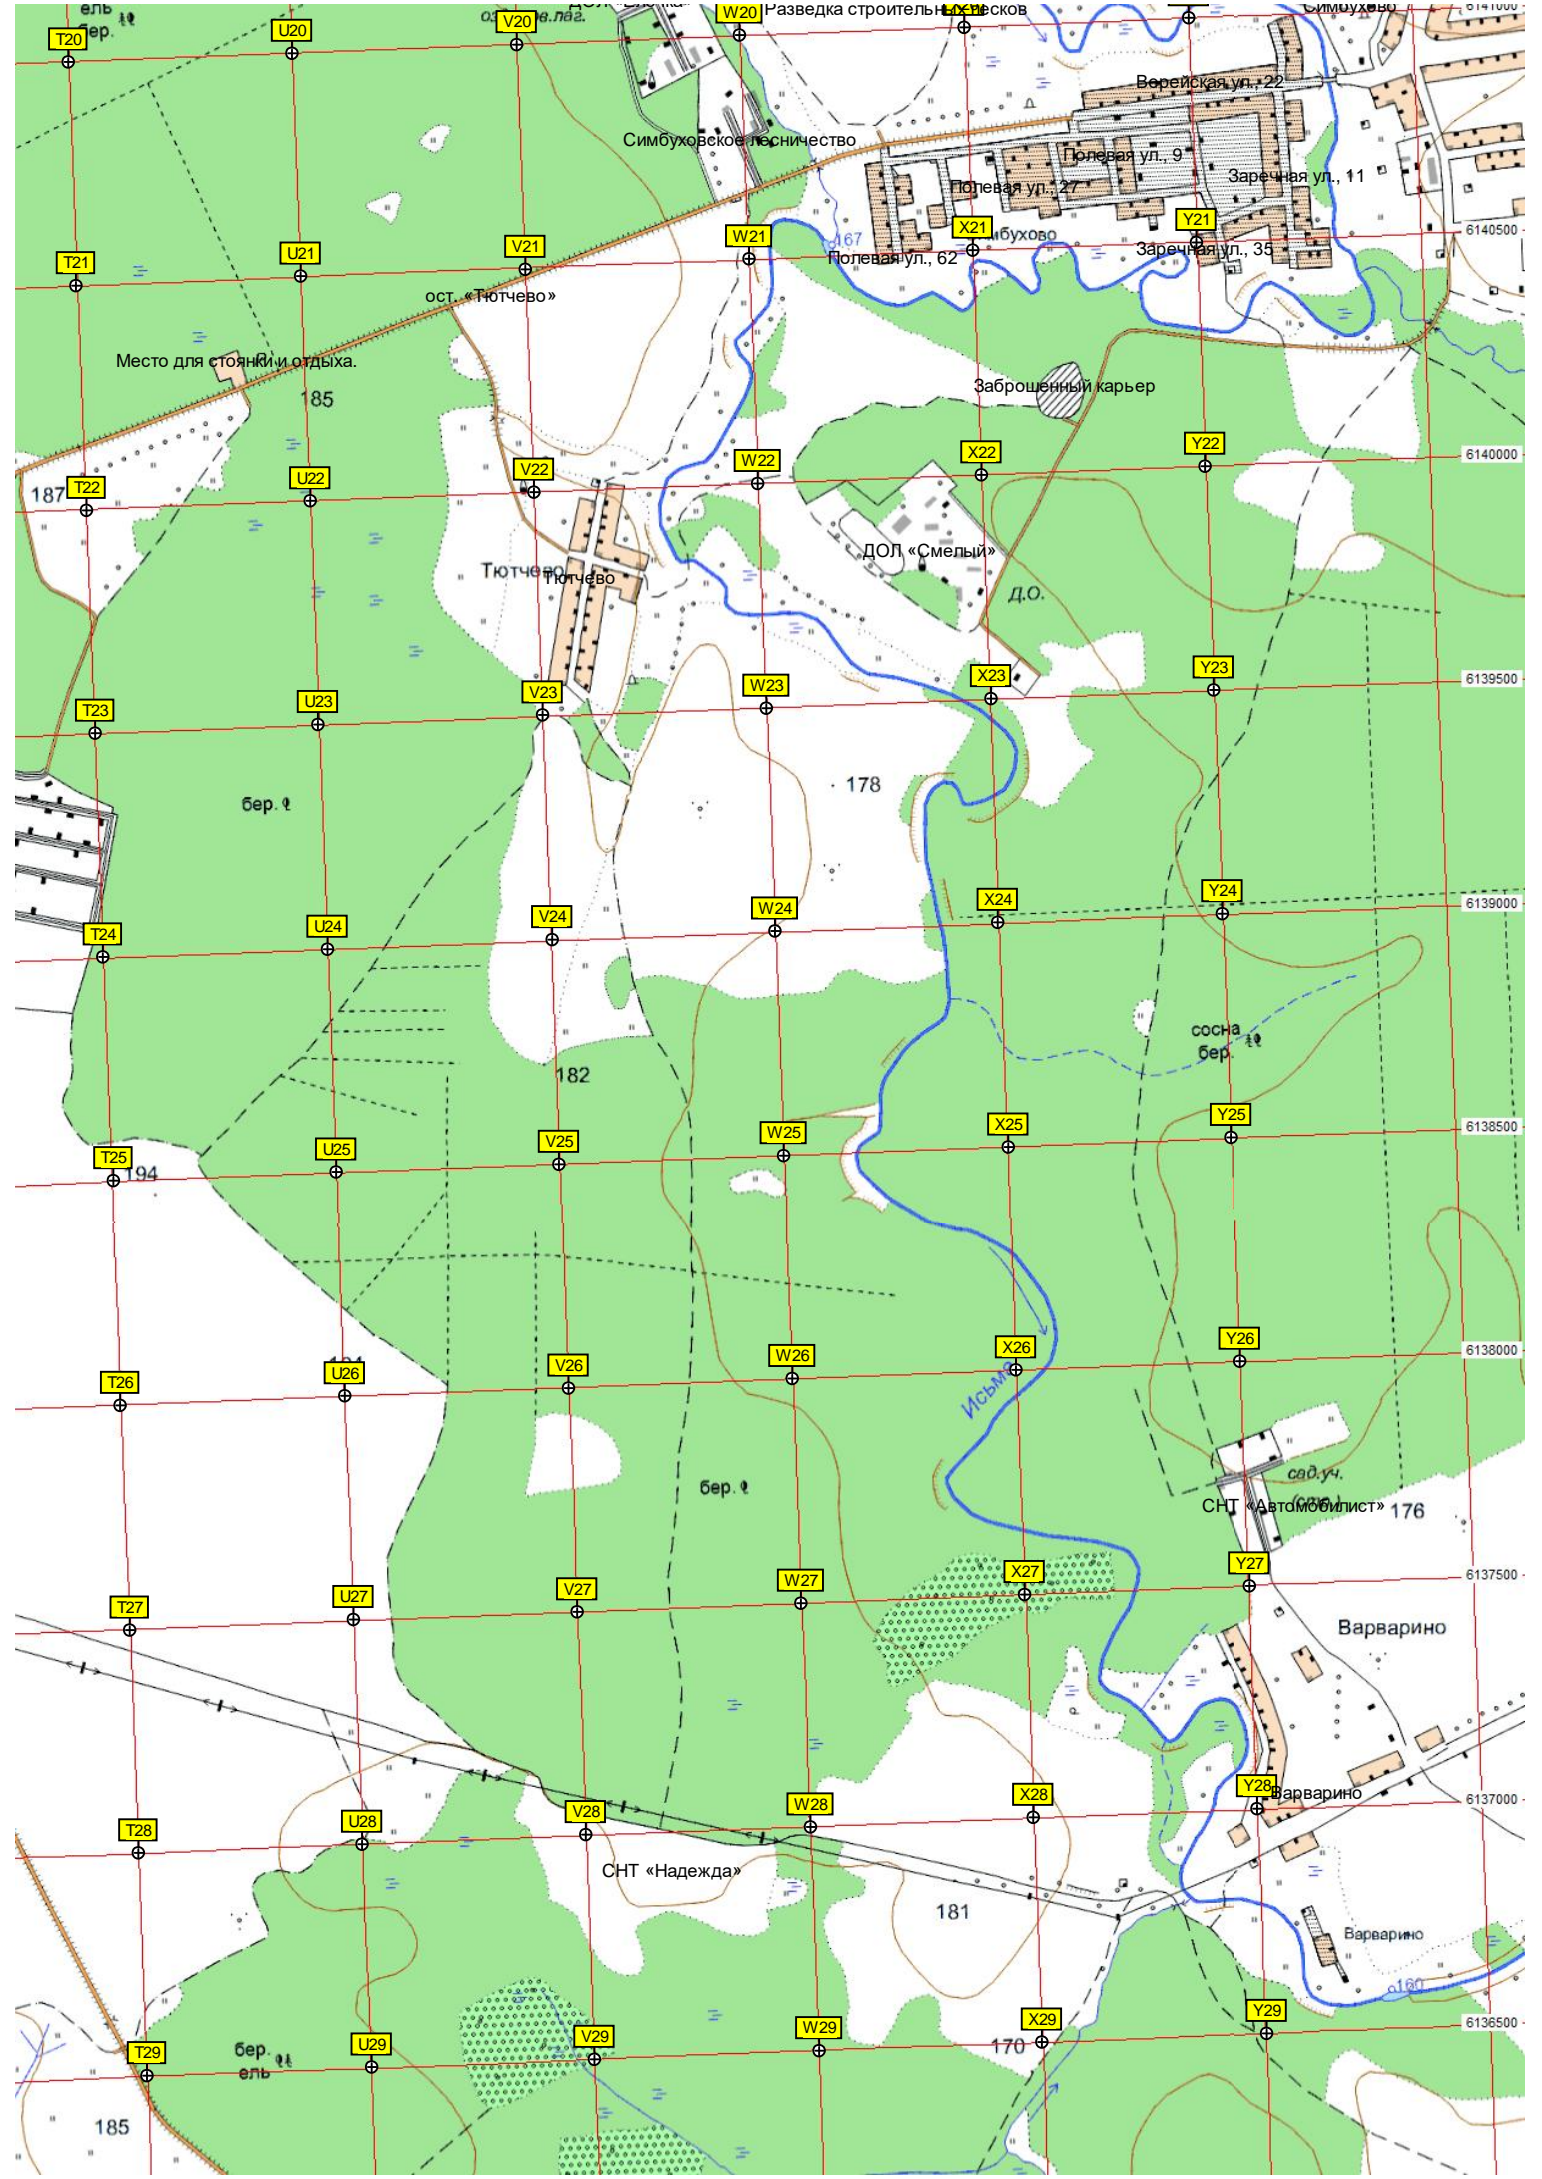 ель
бер.
T20
U20
V20
W20
Разведка строительных песков
6141000
Верейская ул., 22
Симбуховское лесничество
Полевая ул., 9
Полевая ул., 27
Заречная ул., 11
T21
U21
V21
W21
X21
Y21
167
6140500
Полевая ул., 62
Заречная ул., 35
ост. «Тютчево»
Место для стоянки и отдыха.
185
Заброшенный карьер
187
T22
U22
V22
W22
X22
Y22
6140000
ДОЛ «Смелый»
Тютчево
Тютчево
Д.О.
T23
U23
V23
W23
X23
Y23
6139500
178
бер.
T24
U24
V24
W24
X24
Y24
6139000
сосна
бер.
182
T25
U25
V25
W25
X25
Y25
6138500
194
T26
U26
V26
W26
X26
Y26
6138000
Исьма
сад.уч.
СНТ «Автомобилист»
176
бер.
T27
U27
V27
W27
X27
Y27
6137500
Варварино
T28
U28
V28
W28
X28
Y28
Варварино
6137000
СНТ «Надежда»
181
Варварино
160
T29
U29
V29
W29
X29
Y29
6136500
170
бер.
ель
185